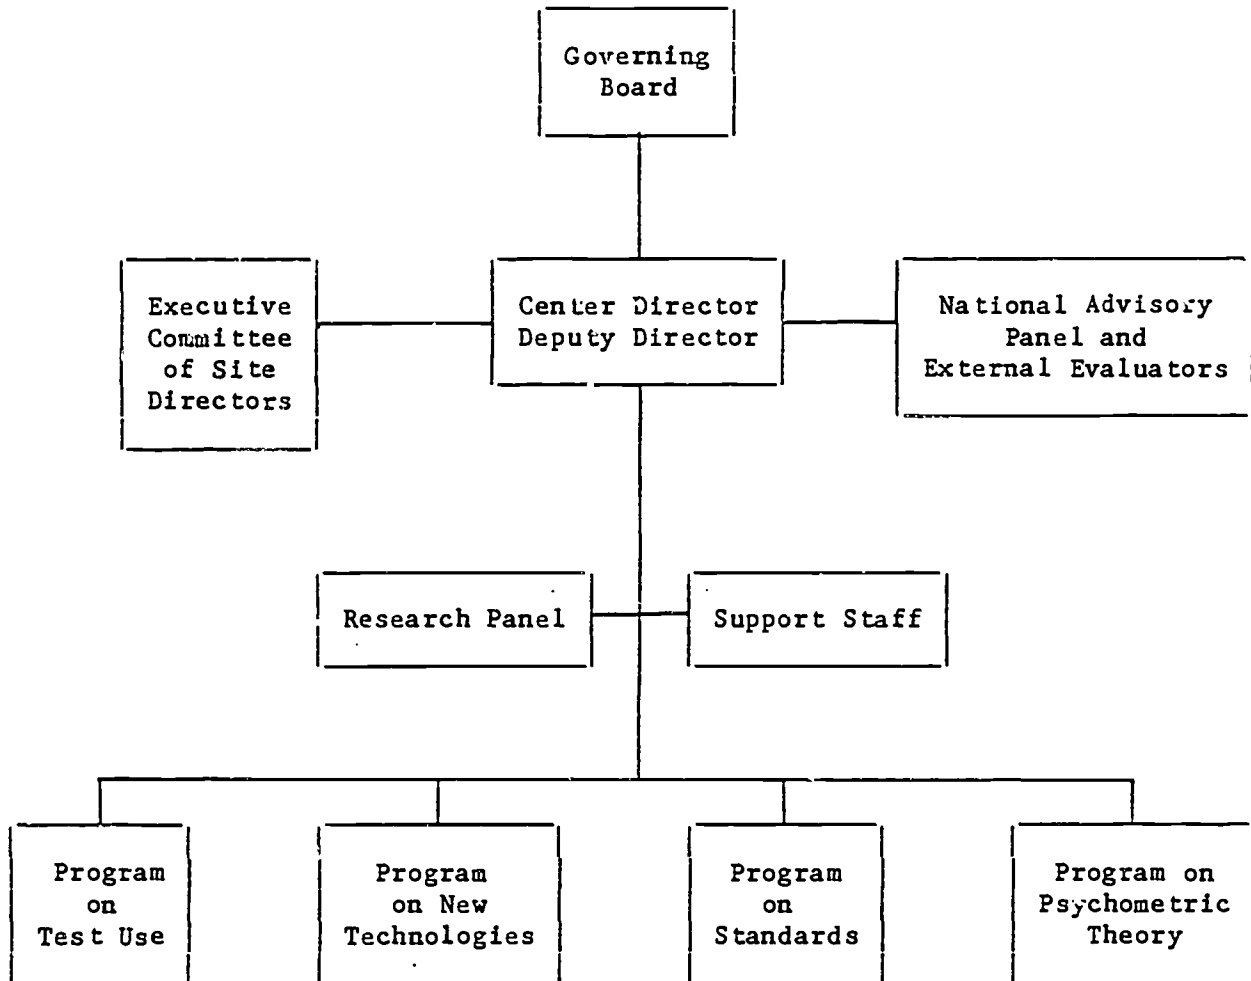 Governing
Board
Executive
Committee
of Site
Directors
Center Director
Deputy Director
National Advisory
Panel and
External Evaluators
Research Panel
Support Staff
Program
on
Test Use
Program
on New
Technologies
Program
on
Standards
Program on
Psychometric
Theory